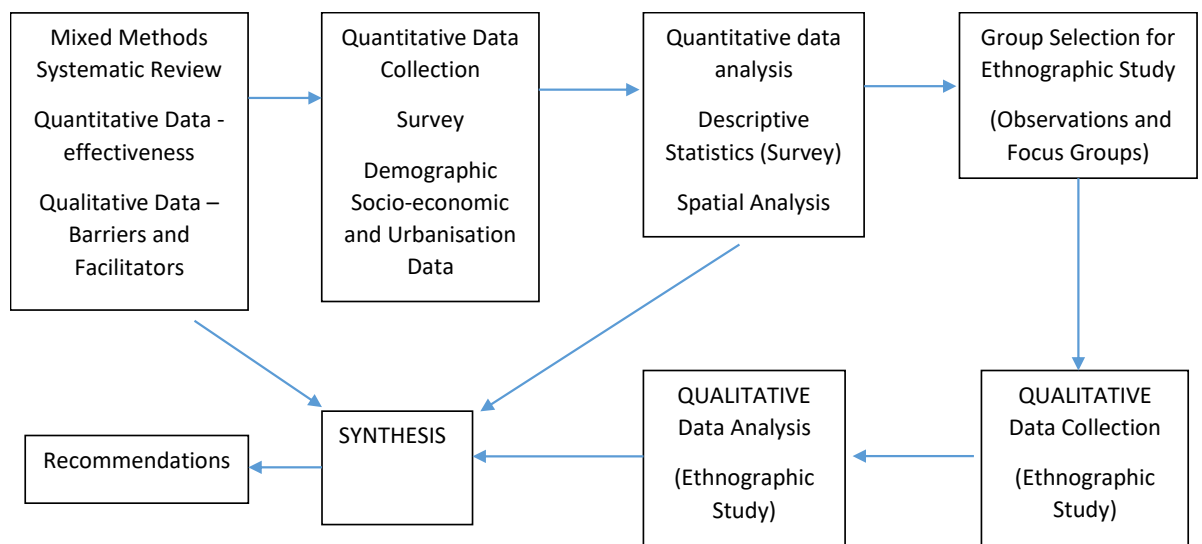 Mixed Methods
Systematic Review
Quantitative Data -
effectiveness
Qualitative Data –
Barriers and
Facilitators
Quantitative Data
Collection
Survey
Demographic
Socio-economic
and Urbanisation
Data
Quantitative data
analysis
Descriptive
Statistics (Survey)
Spatial Analysis
Group Selection for
Ethnographic Study
(Observations and
Focus Groups)
QUALITATIVE
Data Collection
(Ethnographic
Study)
QUALITATIVE
Data Analysis
(Ethnographic
Study)
SYNTHESIS
Recommendations